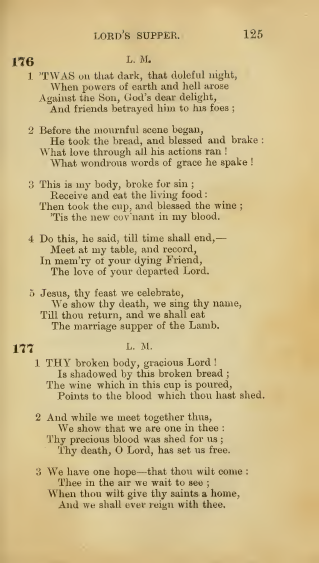 LORD'S SUPPER. 125
176 L. M.
1 'TWAS on that dark, that doleful night,
When powers of earth and hell arose
Against the Son, God's dear delight,
And friends betrayed him to his foes ;
2 Before the mournful scene began,
He took the bread, and blessed and brake :
What love through all his actions ran !
What wondrous words of grace he spake !
3 This is my body, broke for sin ;
Receive and eat the living food :
Then took the cup, and blessed the wine ;
'Tis the new cov'nant in my blood.
4 Do this, he said, till time shall end,—
Meet at my table, and record,
In mem'ry of your dying Friend,
The love of your departed Lord.
5 Jesus, thy feast we celebrate,
We show thy death, we sing thy name,
Till thou return, and we shall eat
The marriage supper of the Lamb.
177 L. M.
1 THY broken body, gracious Lord !
Is shadowed by this broken bread ;
The wine which in this cup is poured,
Points to the blood which thou hast shed.
2 And while we meet together thus,
We show that we are one in thee :
Thy precious blood was shed for us ;
Thy death, O Lord, has set us free.
3 We have one hope—that thou wilt come :
Thee in the air we wait to see ;
When thou wilt give thy saints a home,
And we shall ever reign with thee.